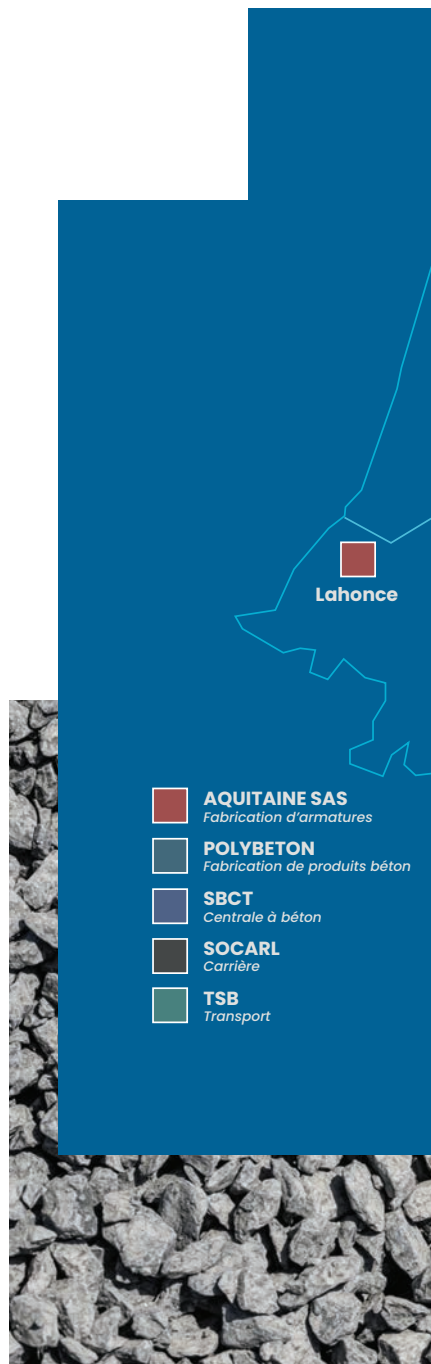 Lahonce
AQUITAINE SAS
Fabrication d'armatures
POLYBETON
Fabrication de produits béton
SBCT
Centrale à béton
SOCARL
Carrière
TSB
Transport